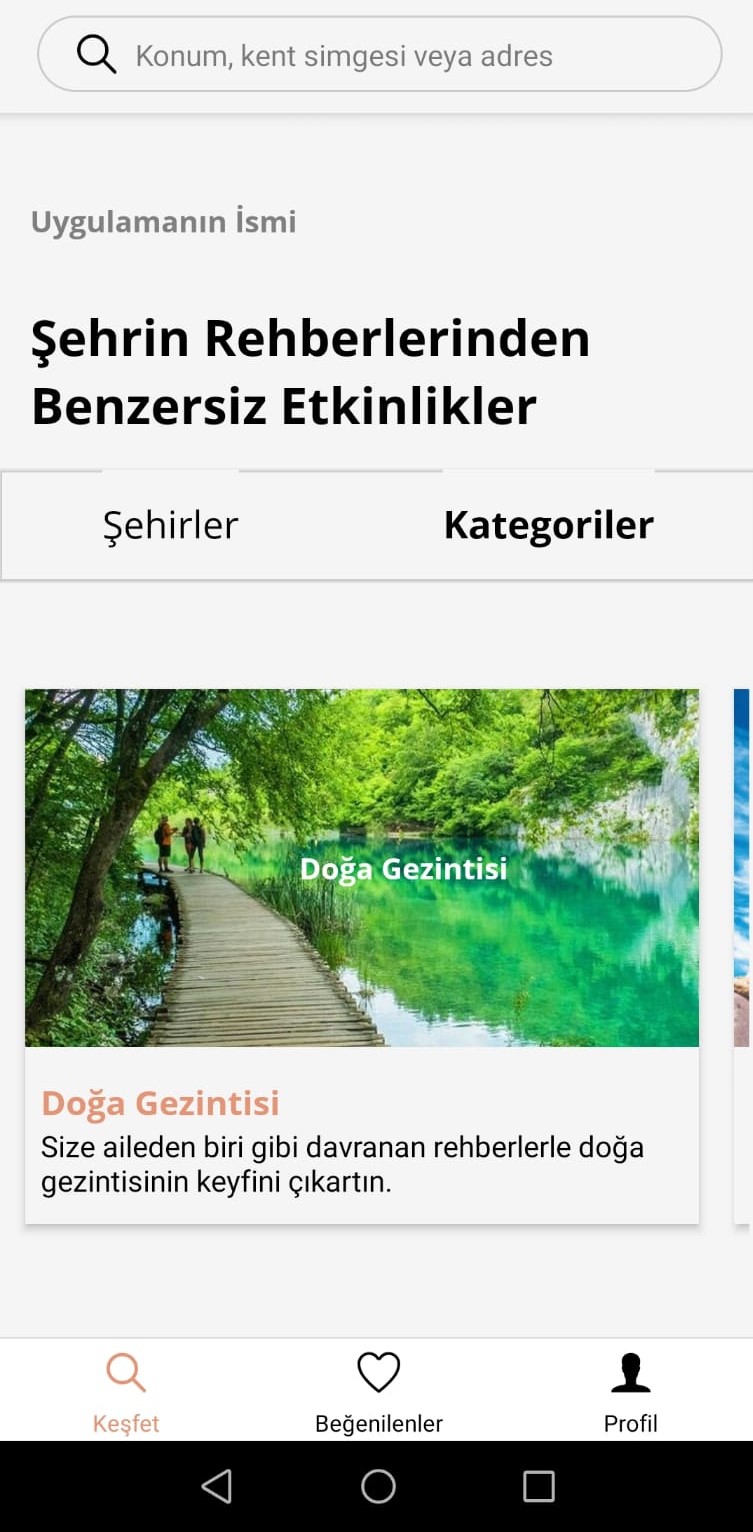 Konum, kent simgesi veya adres
Uygulamanın İsmi
Şehrin Rehberlerinden
Benzersiz Etkinlikler
Şehirler
Kategoriler
Doğa Gezintisi
Doğa Gezintisi
Size aileden biri gibi davranan rehberlerle doğa
gezintisinin keyfini çıkartın.
Keşfet
Beğenilenler
Profil